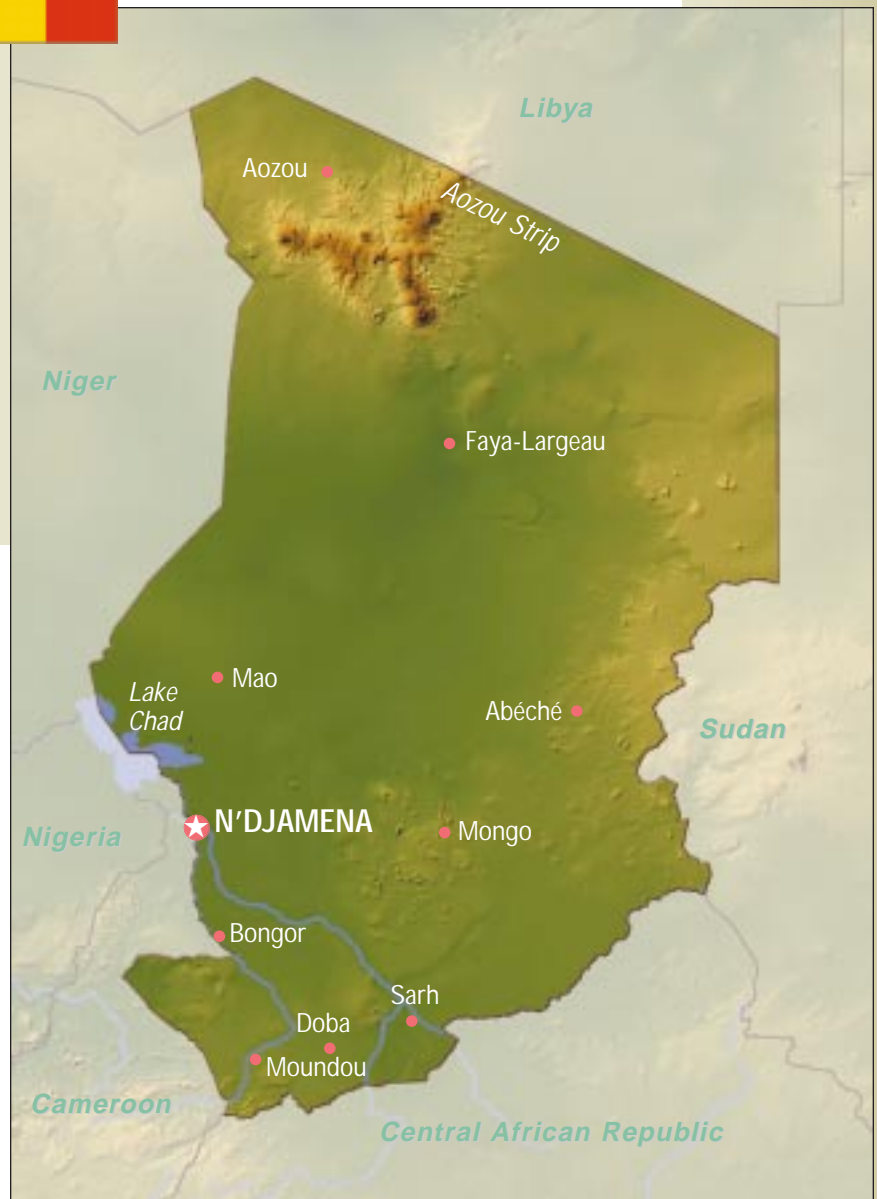 Libya
Aozou
Aozou Strip
Niger
Faya-Largeau
Mao
Lake
Chad
Abéché
Sudan
N’DJAMENA
Mongo
Nigeria
Bongor
Sarh
Doba
Moundou
Cameroon
Central African Republic